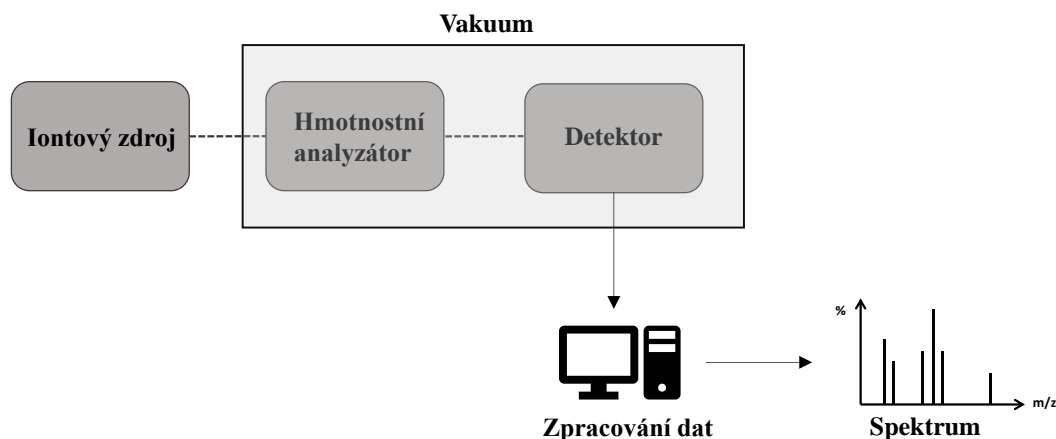 Vakuum
Iontový zdroj
Hmotnostní
analyzátor
Detektor
%
m/z
Zpracování dat
Spektrum